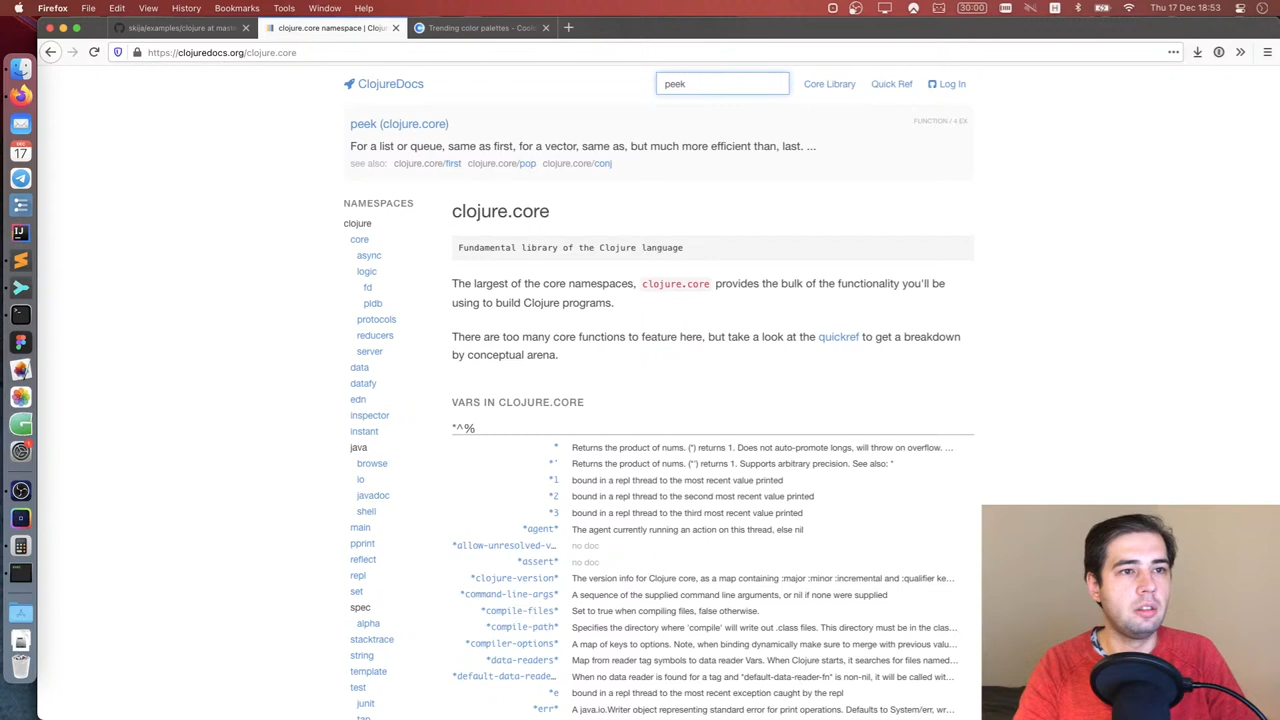 Firefox File Edit View History Bookmarks Tools Window Help
18:53:03
skija/examples/clojure at mast
clojure.core namespace | Cloju
Trending color palettes - Coolo
https://clojuredocs.org/clojure.core
ClojureDocs
peek
Core Library
Quick Ref
Log In
peek (clojure.core)
FUNCTION / 4 EX
For a list or queue, same as first, for a vector, same as, but much more efficient than, last. ...
see also: clojure.core/first clojure.core/pop clojure.core/conj
DEC
17
NAMESPACES
clojure
core
async
logic
fd
pldb
protocols
reducers
server
data
datafy
edn
inspector
instant
java
browse
io
javadoc
shell
main
pprint
reflect
repl
set
spec
alpha
stacktrace
string
template
test
junit
tap
clojure.core
Fundamental library of the Clojure language
The largest of the core namespaces, clojure.core provides the bulk of the functionality you'll be
using to build Clojure programs.
There are too many core functions to feature here, but take a look at the quickref to get a breakdown
by conceptual arena.
VARS IN CLOJURE.CORE
*^%
* Returns the product of nums. (*) returns 1. Does not auto-promote longs, will throw on overflow. ...
*' Returns the product of nums. (*') returns 1. Supports arbitrary precision. See also: *
*1 bound in a repl thread to the most recent value printed
*2 bound in a repl thread to the second most recent value printed
*3 bound in a repl thread to the third most recent value printed
*agent* The agent currently running an action on this thread, else nil
*allow-unresolved-v... no doc
*assert* no doc
*clojure-version* The version info for Clojure core, as a map containing :major :minor :incremental and :qualifier ke...
*command-line-args* A sequence of the supplied command line arguments, or nil if none were supplied
*compile-files* Set to true when compiling files, false otherwise.
*compile-path* Specifies the directory where 'compile' will write out .class files. This directory must be in the clas...
*compiler-options* A map of keys to options. Note, when binding dynamically make sure to merge with previous valu...
*data-readers* Map from reader tag symbols to data reader Vars. When Clojure starts, it searches for files named...
*default-data-reade... When no data reader is found for a tag and *default-data-reader-fn* is non-nil, it will be called wit...
*e bound in a repl thread to the most recent exception caught by the repl
*err* A java.io.Writer object representing standard error for print operations. Defaults to System/err, wr...